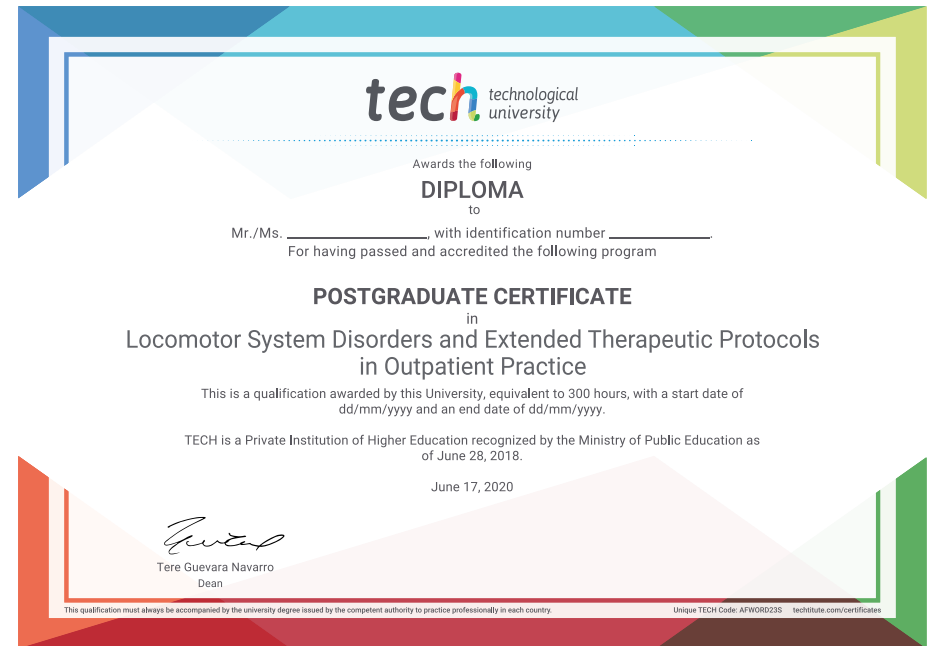 tech technological
university
Awards the following
DIPLOMA
to
Mr./Ms. ____________________, with identification number ______________.
For having passed and accredited the following program
POSTGRADUATE CERTIFICATE
in
Locomotor System Disorders and Extended Therapeutic Protocols
in Outpatient Practice
This is a qualification awarded by this University, equivalent to 300 hours, with a start date of
dd/mm/yyyy and an end date of dd/mm/yyyy.
TECH is a Private Institution of Higher Education recognized by the Ministry of Public Education as
of June 28, 2018.
June 17, 2020
Tere Guevara Navarro
Dean
This qualification must always be accompanied by the university degree issued by the competent authority to practice professionally in each country.
Unique TECH Code: AFWORD23S techtitute.com/certificates